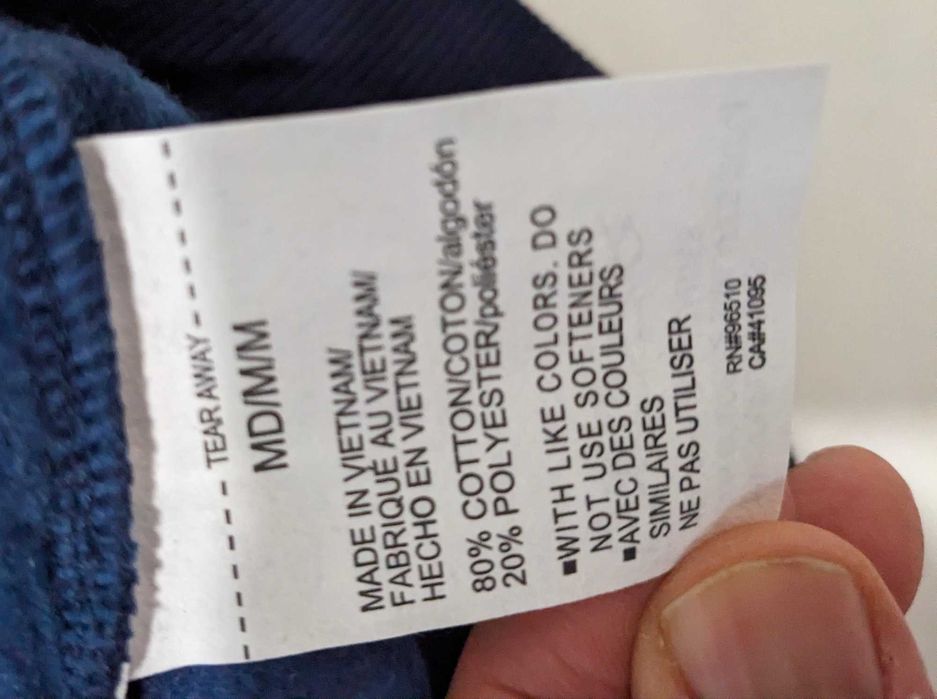 TEAR AWAY
MD/M/M
MADE IN VIETNAM/
FABRIQUÉ AU VIETNAM/
HECHO EN VIETNAM
80% COTTON/COTON/algodón
20% POLYESTER/poliéster
▪WITH LIKE COLORS. DO
NOT USE SOFTENERS
▪AVEC DES COULEURS
SIMILAIRES
NE PAS UTILISER
RN#96510
CA#41095